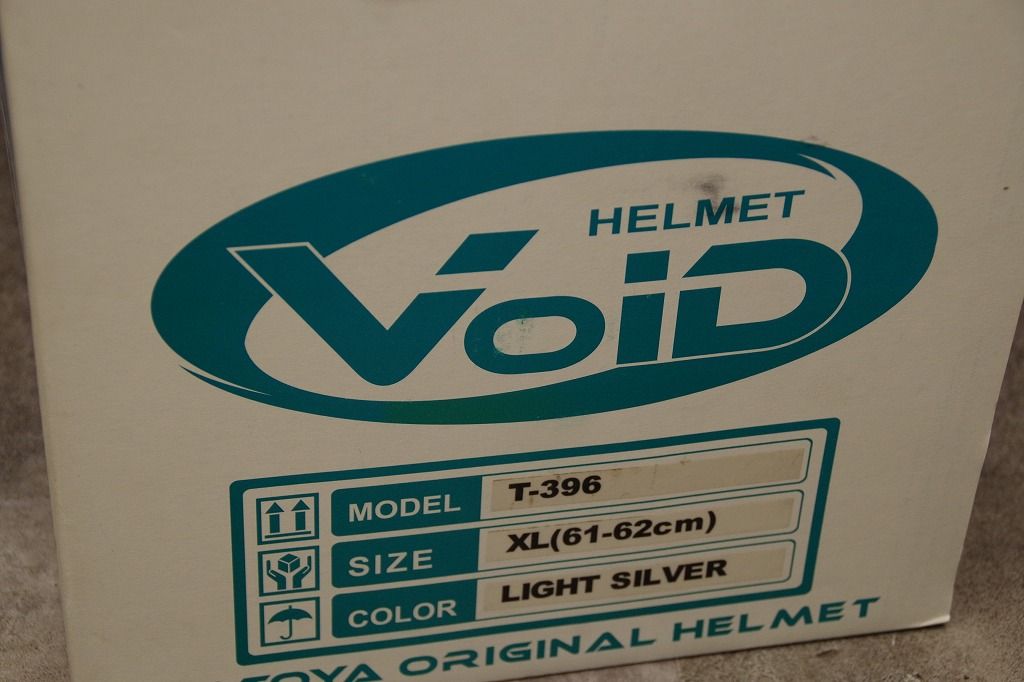 HELMET
VoiD
MODEL T-396
SIZE XL(61-62cm)
COLOR LIGHT SILVER
ORIGINAL HELMET